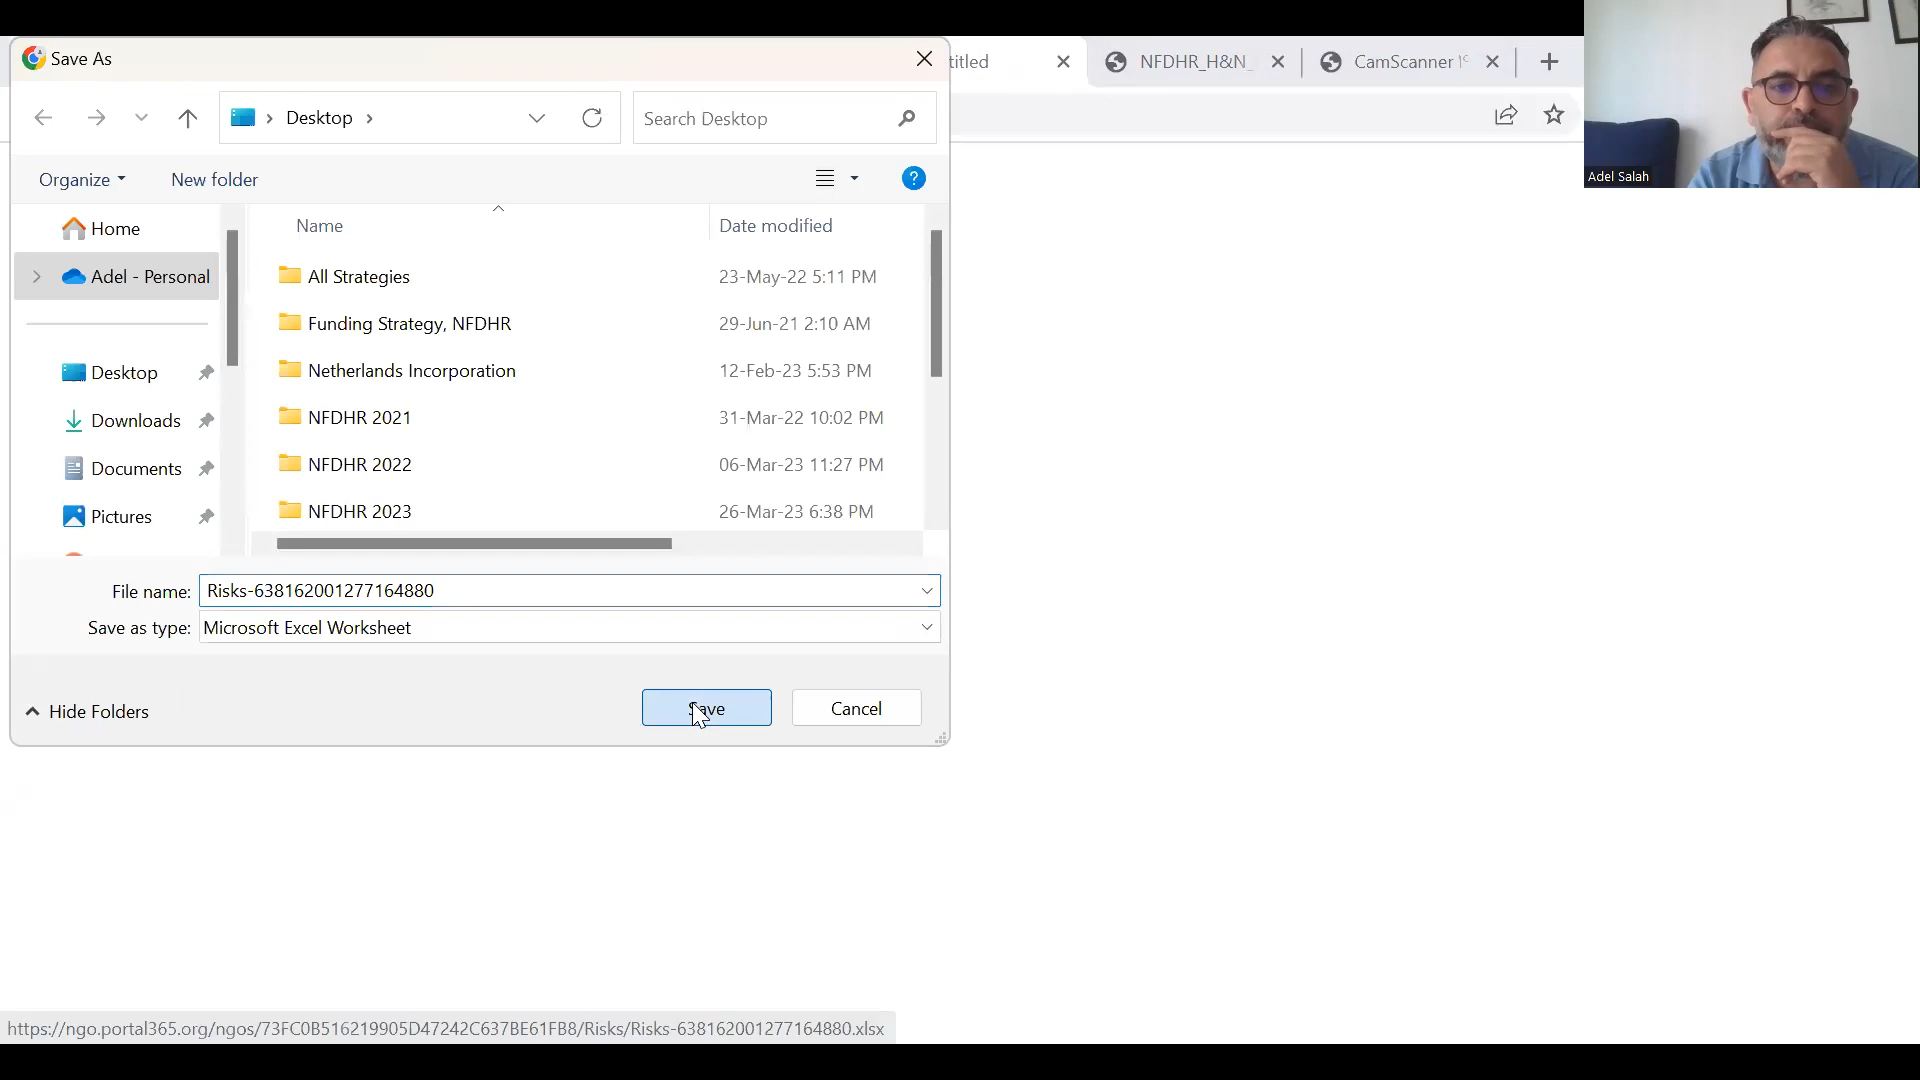 Save As
itled
NFDHR_H&N_
CamScanner
Desktop
Search Desktop
Organize
New folder
?
Home
Adel - Personal
Desktop
Downloads
Documents
Pictures
Name
Date modified
All Strategies
23-May-22 5:11 PM
Funding Strategy, NFDHR
29-Jun-21 2:10 AM
Netherlands Incorporation
12-Feb-23 5:53 PM
NFDHR 2021
31-Mar-22 10:02 PM
NFDHR 2022
06-Mar-23 11:27 PM
NFDHR 2023
26-Mar-23 6:38 PM
File name:
Risks-638162001277164880
Save as type:
Microsoft Excel Worksheet
Hide Folders
Save
Cancel
Adel Salah
https://ngo.portal365.org/ngos/73FC0B516219905D47242C637BE61FB8/Risks/Risks-638162001277164880.xlsx